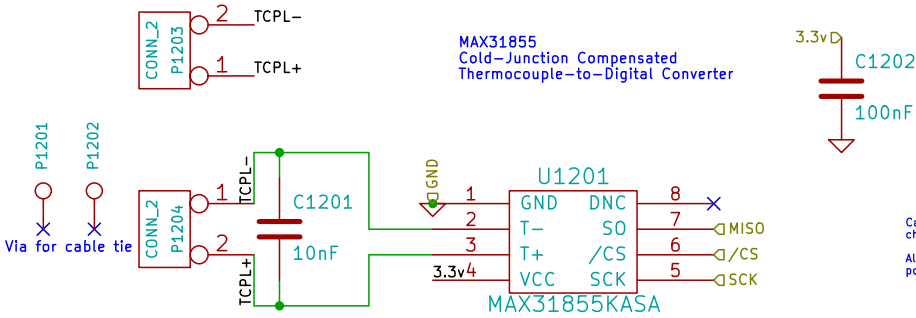 2
TCPL-
CONN_2
P1203
1
TCPL+
MAX31855
Cold-Junction Compensated
Thermocouple-to-Digital Converter
3.3v
C1202
100nF
P1201
P1202
Via for cable tie
CONN_2
P1204
1
TCPL-
2
TCPL+
C1201
10nF
GND
U1201
1
GND
DNC
8
2
T-
SO
7
MISO
3
T+
/CS
6
/CS
3.3v
4
VCC
SCK
5
SCK
MAX31855KASA